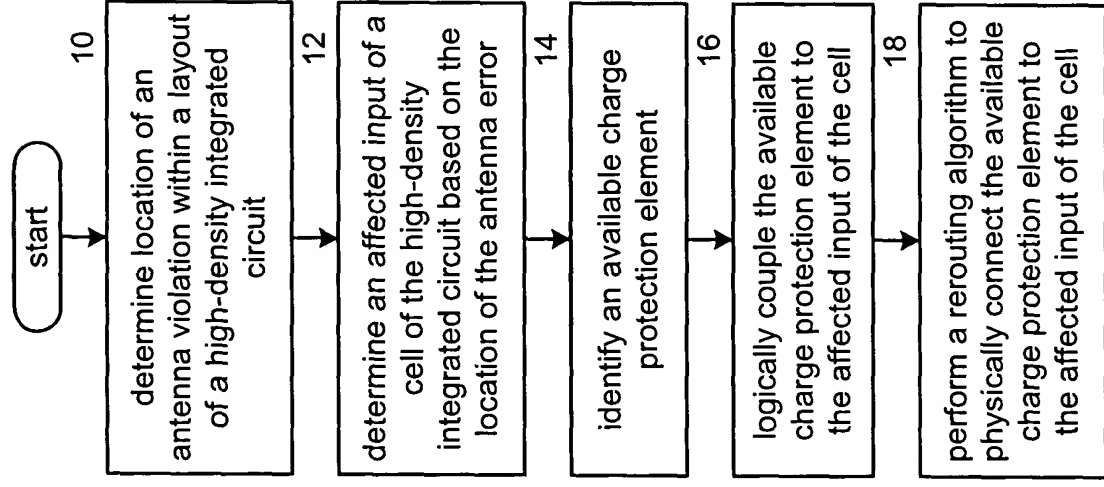 start
10
determine location of an
antenna violation within a layout
of a high-density integrated
circuit
12
determine an affected input of a
cell of the high-density
integrated circuit based on the
location of the antenna error
14
identify an available charge
protection element
16
logically couple the available
charge protection element to
the affected input of the cell
18
perform a rerouting algorithm to
physically connect the available
charge protection element to
the affected input of the cell